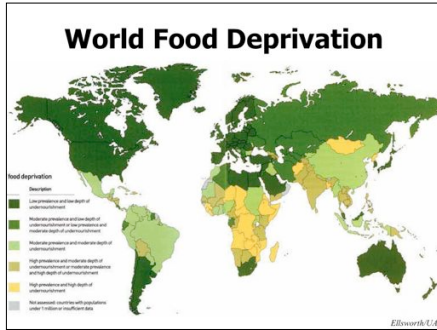 World Food Deprivation
food deprivation
Description
Low prevalence and low depth of
undernourishment
Moderate prevalence and low depth of
undernourishment or low prevalence and
moderate depth of undernourishment
Moderate prevalence and moderate depth of
undernourishment
High prevalence and moderate depth of
undernourishment or moderate prevalence
and high depth of undernourishment
High prevalence and high depth of
undernourishment
Not assessed: countries with populations
under 1 million or insufficient data
Ellsworth/UA